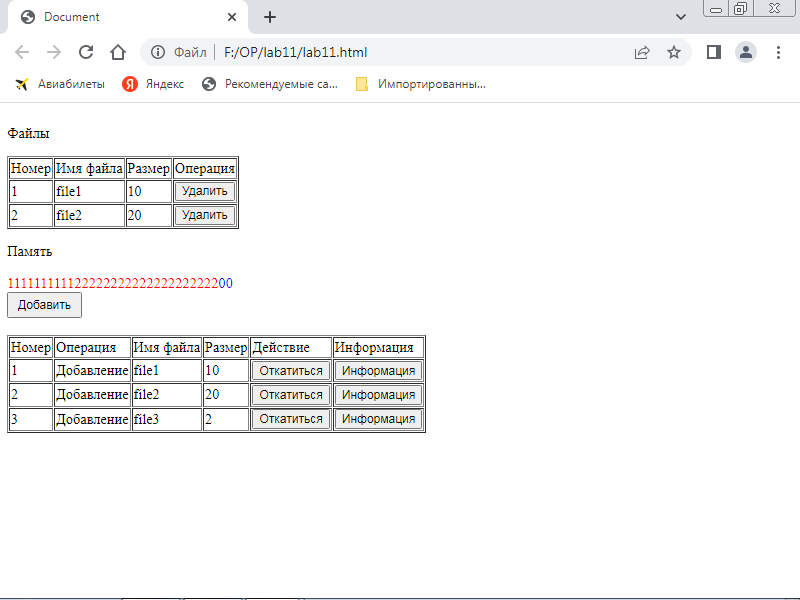 Document
Файл F:/OP/lab11/lab11.html
Авиабилеты Я Яндекс Рекомендуемые са... Импортированны...
Файлы
Номер Имя файла Размер Операция
1 file1 10 Удалить
2 file2 20 Удалить
Память
11111111112222222222222222222200
Добавить
Номер Операция Имя файла Размер Действие Информация
1 Добавление file1 10 Откатиться Информация
2 Добавление file2 20 Откатиться Информация
3 Добавление file3 2 Откатиться Информация